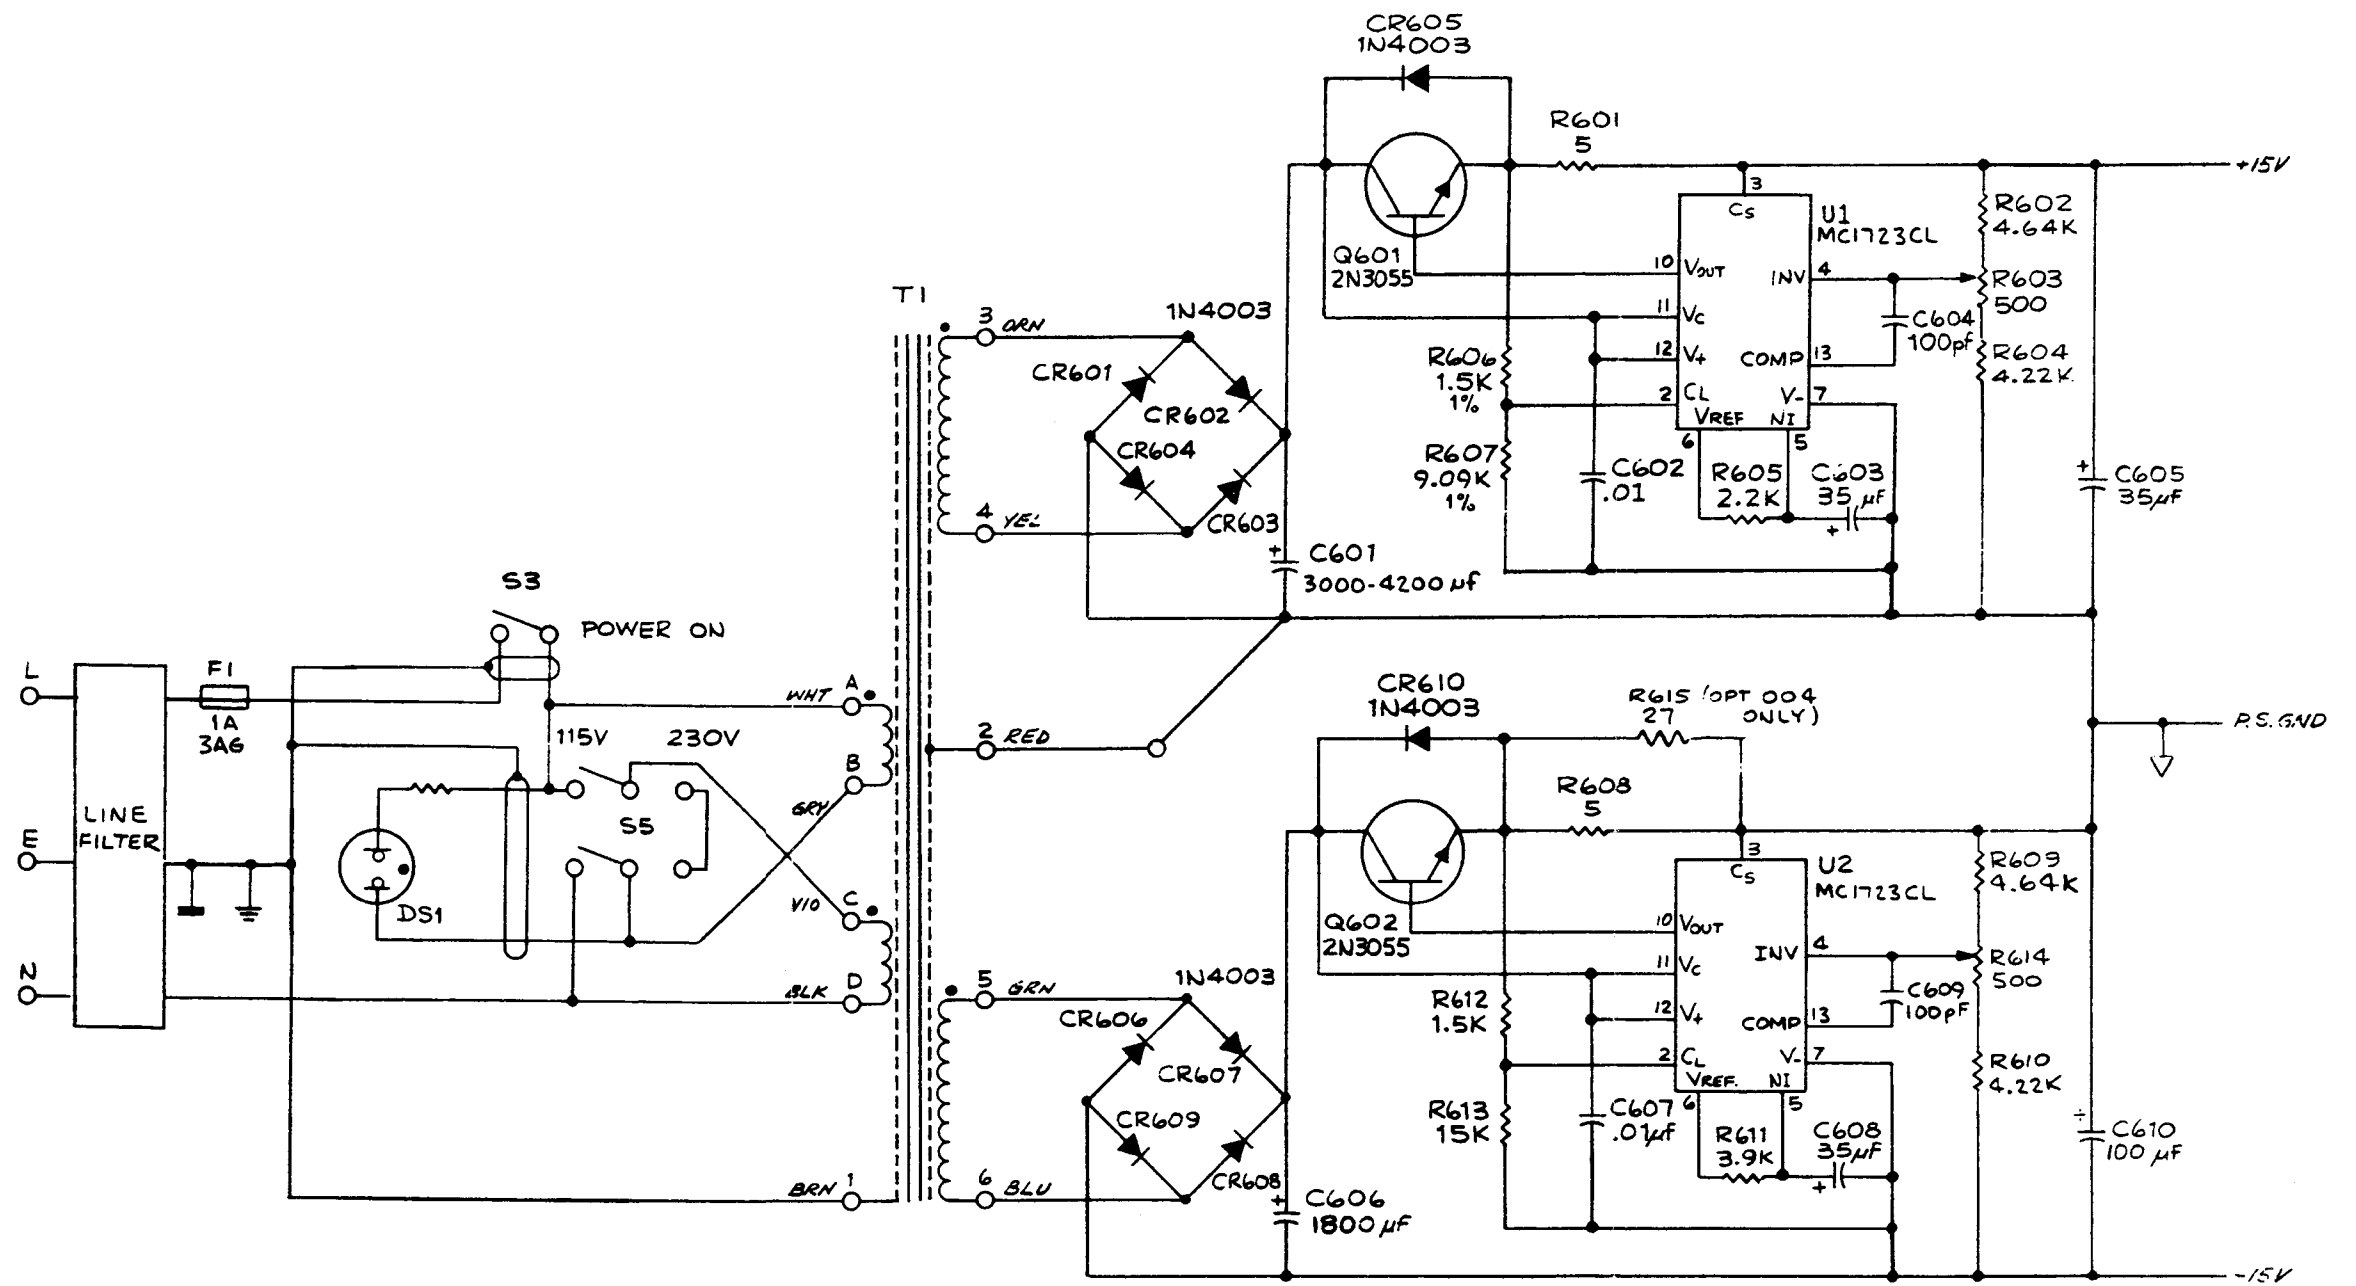 CR605
1N4003
R601
5
+15V
3
CS
U1
MC1723CL
R602
4.64K
Q601
2N3055
10 VOUT
INV 4
R603
500
11 VC
C604
100pf
12 V+
COMP 13
R604
4.22K
R606
1.5K
1%
2 CL
V- 7
VREF NI
6
5
R607
9.09K
1%
C602
.01
R605
2.2K
C603
35 µF
+
+
C605
35µF
T1
3 ORN
1N4003
CR601
CR602
CR604
CR603
4 YEL
+
C601
3000-4200µf
S3
POWER ON
L
F1
1A
3AG
WHT A
115V
230V
B
GRY
2 RED
LINE
FILTER
E
S5
DS1
VIO C
N
BLK D
BRN 1
CR610
1N4003
R615 (OPT 004
27 ONLY)
P.S. GND
R608
5
3
CS
U2
MC1723CL
R609
4.64K
Q602
2N3055
10 VOUT
INV 4
R614
500
11 VC
C609
100pF
12 V+
COMP 13
R612
1.5K
2 CL
V- 7
R610
4.22K
VREF. NI
6
5
R613
15K
C607
.01µf
R611
3.9K
C608
35µF
+
+
C610
100 µF
5 GRN
1N4003
CR606
CR607
CR609
CR608
6 BLU
+
C606
1800µF
-15V